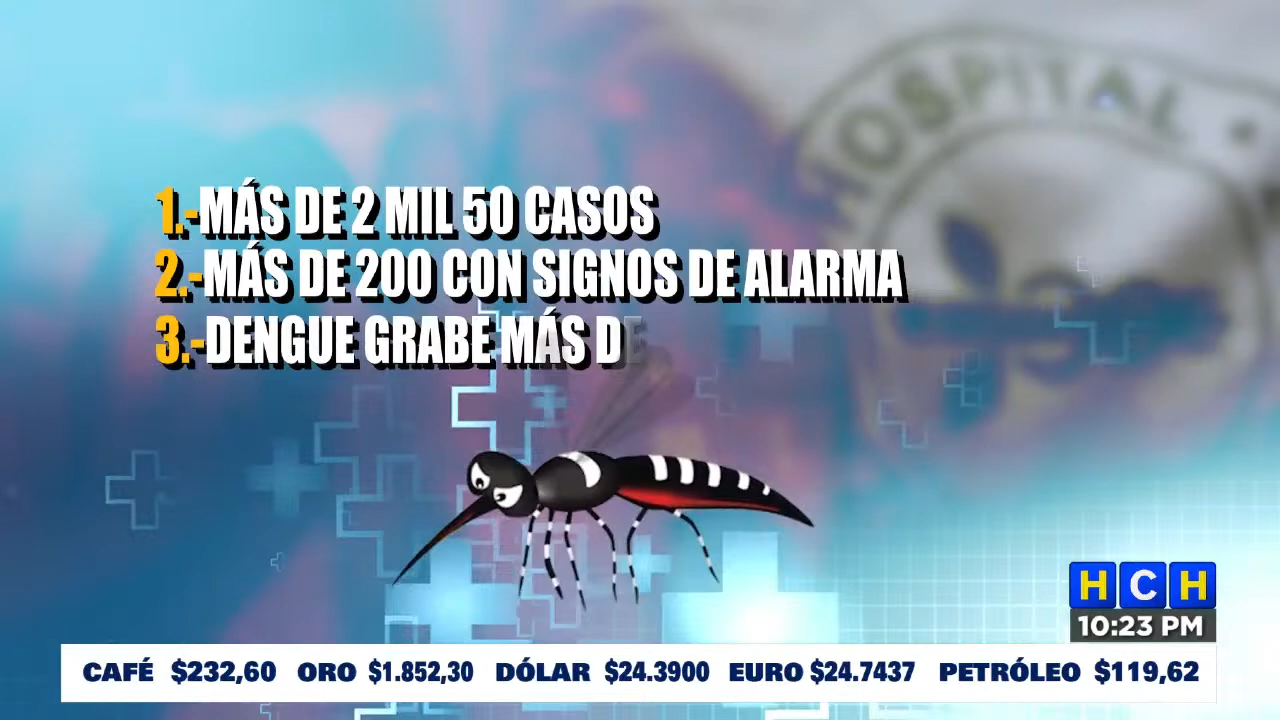 HOSPITAL
1.-MÁS DE 2 MIL 50 CASOS
2.-MÁS DE 200 CON SIGNOS DE ALARMA
3.-DENGUE GRABE MÁS DE
HCH
10:23 PM
CAFÉ $232,60 ORO $1.852,30 DÓLAR $24.3900 EURO $24.7437 PETRÓLEO $119,62